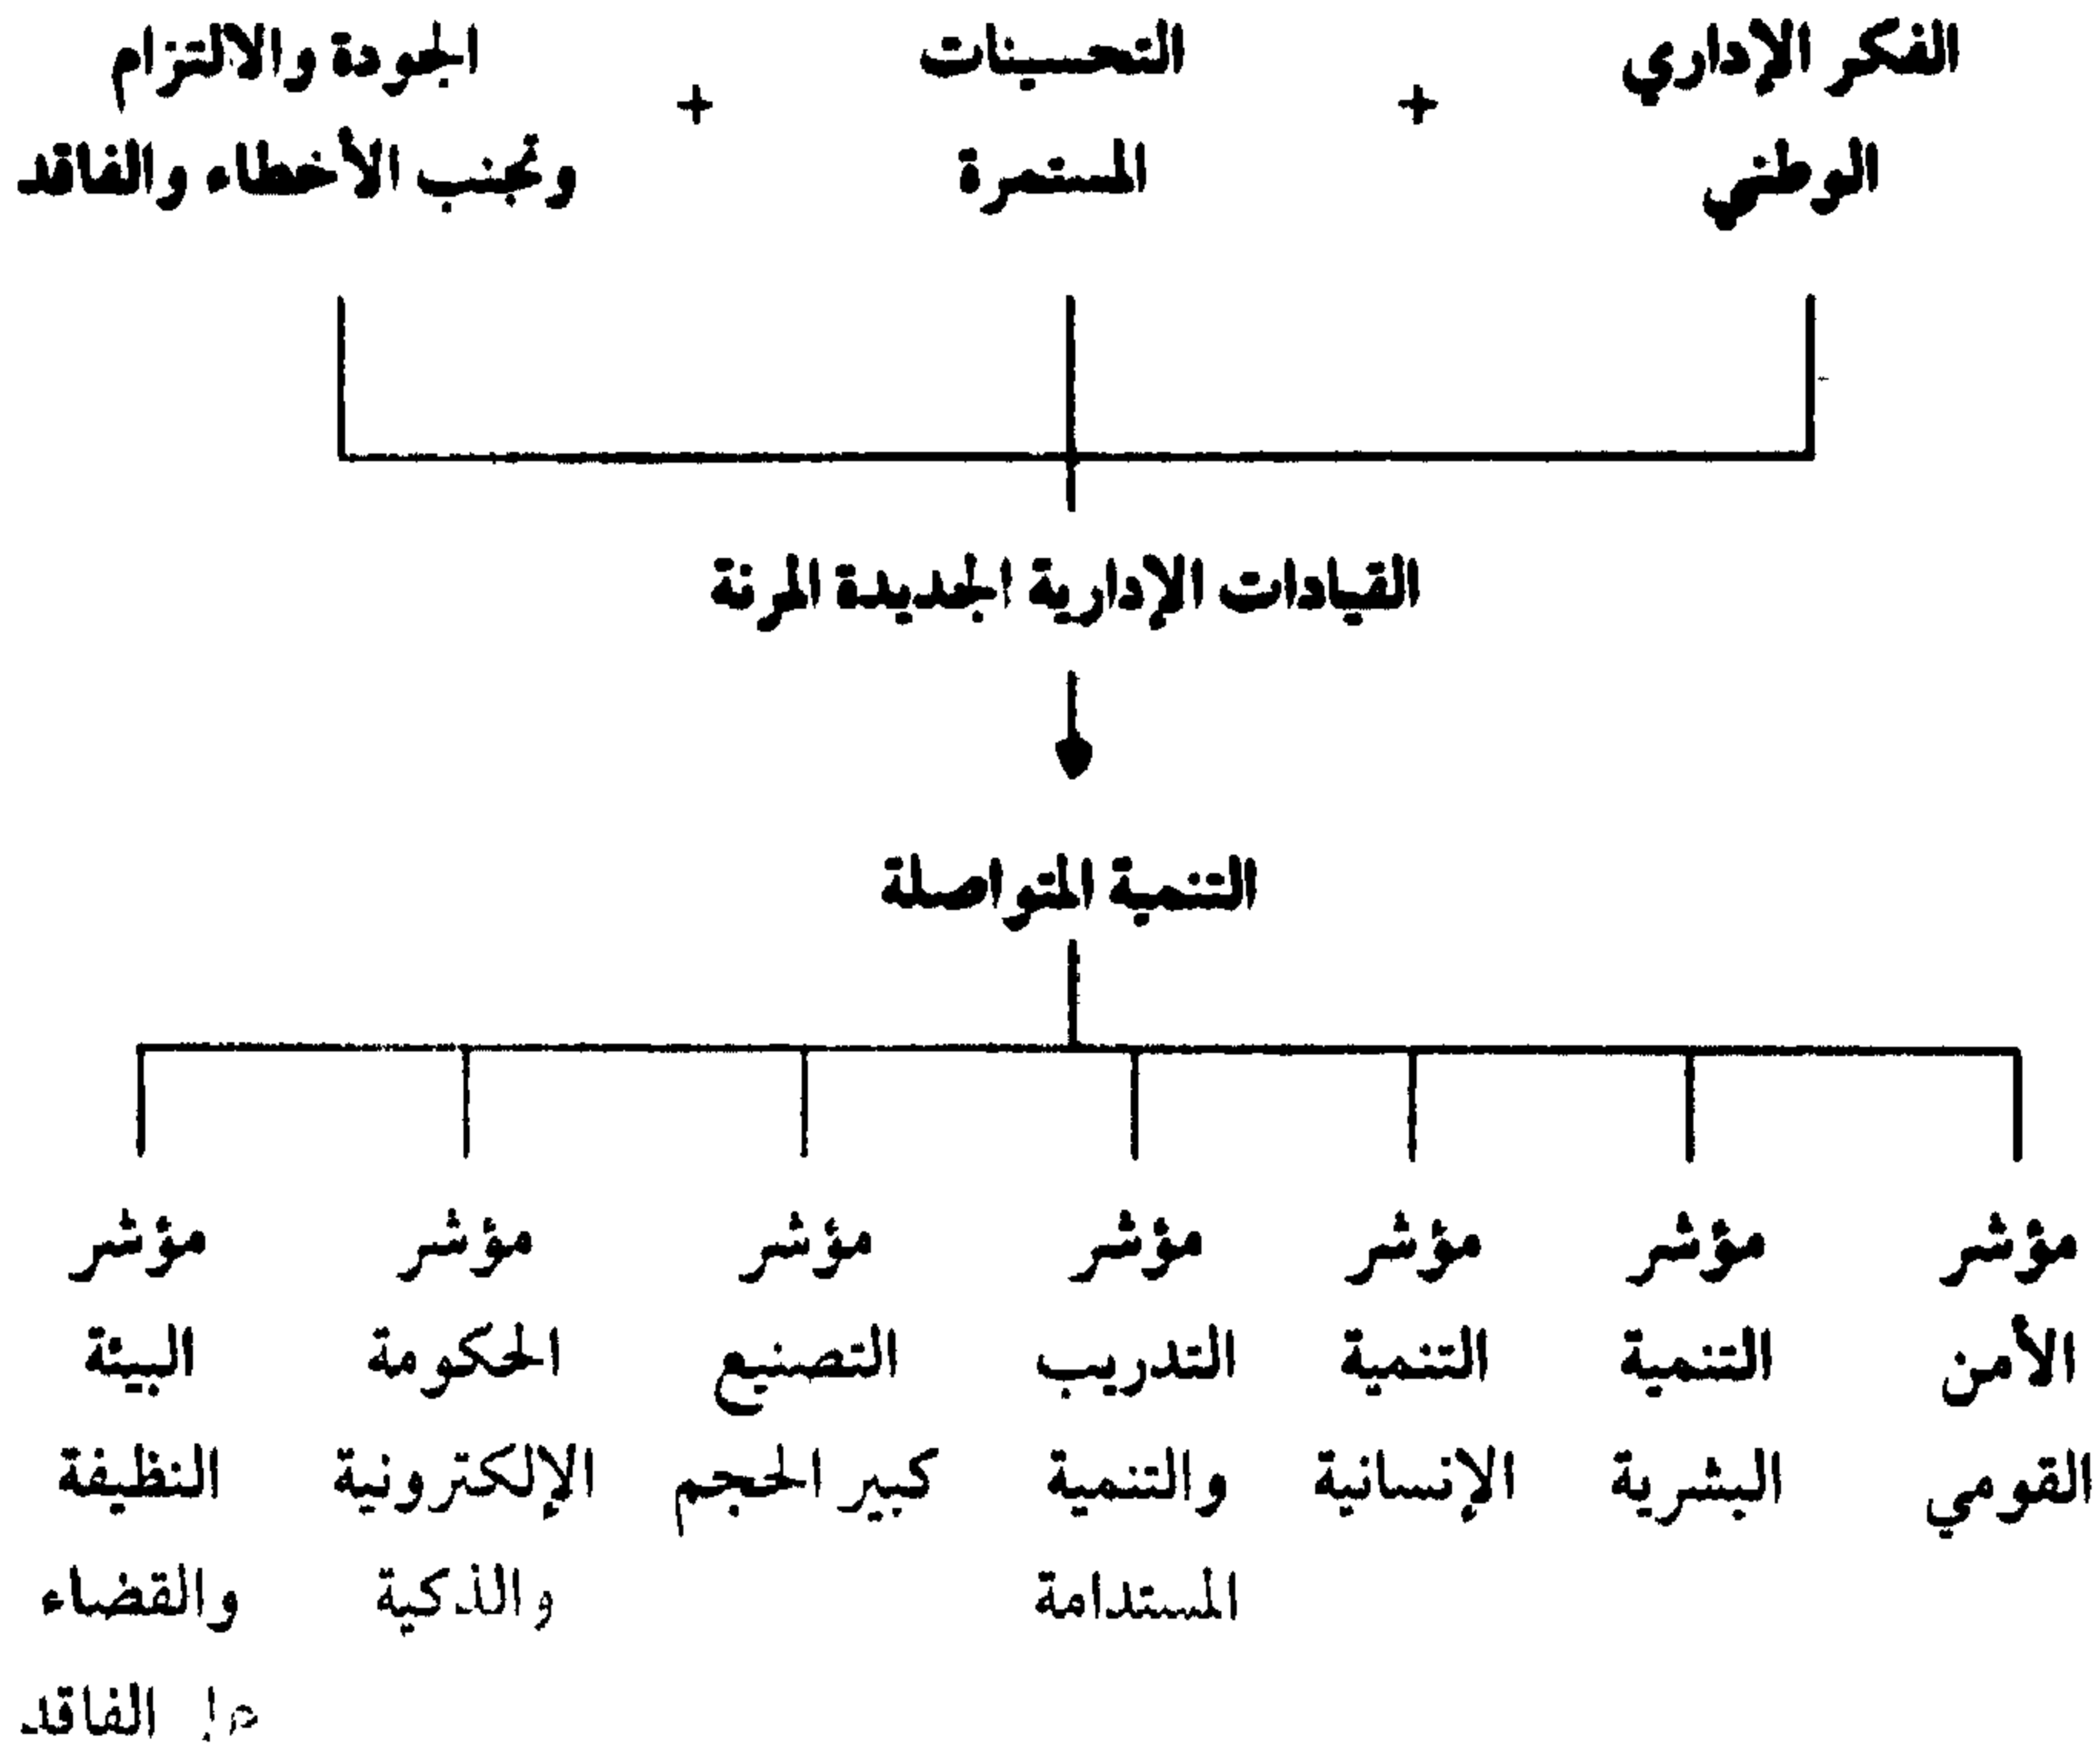 الفكر الإداري
الوطني
+
التحسينات
المستمرة
+
الجودة والالتزام
وتجنب الأخطاء والفاقد
القيادات الإدارية الجديدة المرنة
التنمية المتواصلة
مؤشر
الأمن
القومي
مؤشر
التنمية
البشرية
مؤشر
التنمية
الإنسانية
مؤشر
التدريب
والتنمية
المستدامة
مؤشر
التصنيع
كبير الحجم
مؤشر
الحكومة
الإلكترونية
والذكية
مؤشر
البيئة
النظيفة
والقضاء
الفاقد